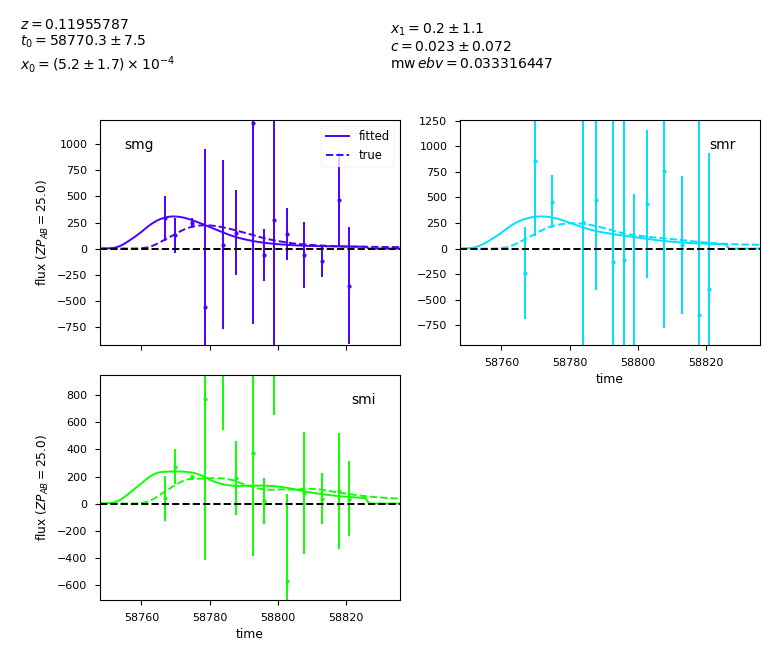 z = 0.11955787
t₀ = 58770.3 ± 7.5
x₀ = (5.2 ± 1.7) × 10⁻⁴
x₁ = 0.2 ± 1.1
c = 0.023 ± 0.072
mw ebv = 0.033316447
smg
fitted
true
1000
750
500
250
0
−250
−500
−750
flux (ZP_AB = 25.0)
smr
1250
1000
750
500
250
0
−250
−500
−750
58760 58780 58800 58820
time
smi
800
600
400
200
0
−200
−400
−600
flux (ZP_AB = 25.0)
58760 58780 58800 58820
time